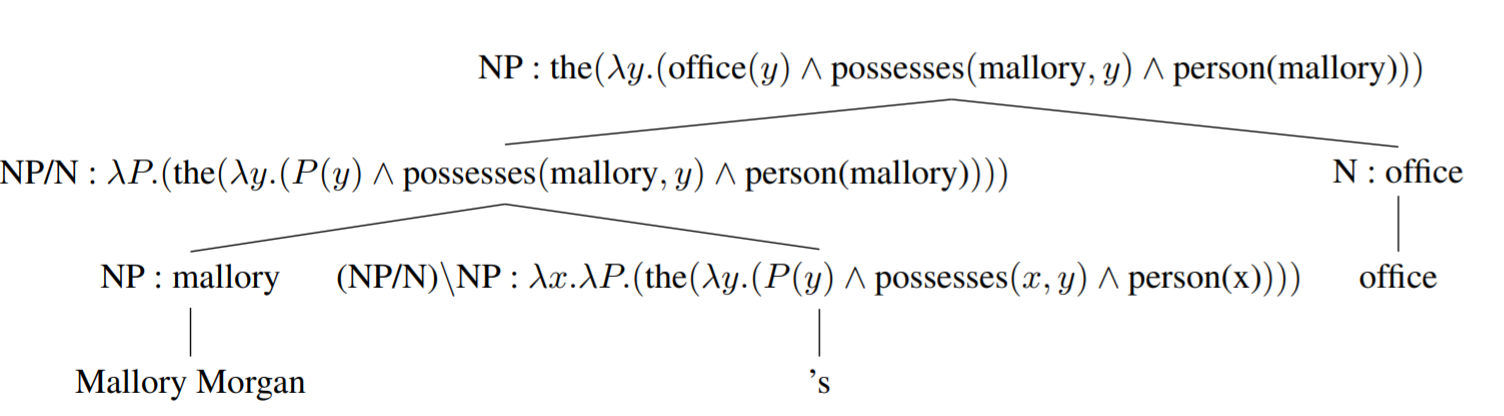 NP : the(λy.(office(y) ∧ possesses(mallory, y) ∧ person(mallory)))
NP/N : λP.(the(λy.(P(y) ∧ possesses(mallory, y) ∧ person(mallory)))) N : office
NP : mallory (NP/N)\NP : λx.λP.(the(λy.(P(y) ∧ possesses(x, y) ∧ person(x)))) office
Mallory Morgan ’s